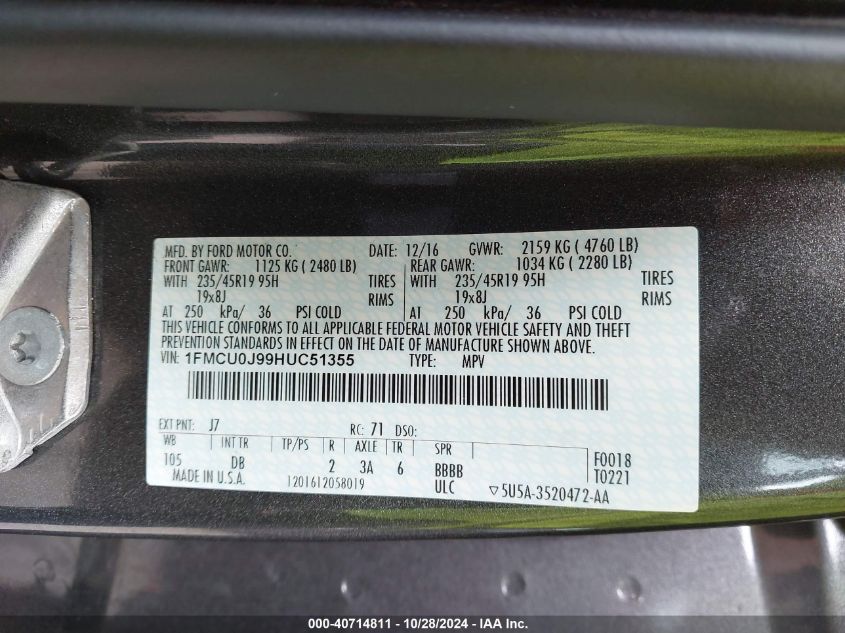 MFD. BY FORD MOTOR CO. DATE: 12/16 GVWR: 2159 KG ( 4760 LB)
FRONT GAWR: 1125 KG ( 2480 LB) REAR GAWR: 1034 KG ( 2280 LB)
WITH 235/45R19 95H TIRES WITH 235/45R19 95H TIRES
19x8J RIMS 19x8J RIMS
AT 250 kPa/ 36 PSI COLD AT 250 kPa/ 36 PSI COLD
THIS VEHICLE CONFORMS TO ALL APPLICABLE FEDERAL MOTOR VEHICLE SAFETY AND THEFT
PREVENTION STANDARDS IN EFFECT ON THE DATE OF MANUFACTURE SHOWN ABOVE.
VIN: 1FMCU0J99HUC51355 TYPE: MPV
EXT PNT: J7 RC: 71 DSO:
WB INT TR TP/PS R AXLE TR SPR
105 DB 2 3A 6 BBBB F0018
MADE IN U.S.A. 1201612058019 ULC T0221
▽5U5A-3520472-AA
000-40714811 - 10/28/2024 - IAA Inc.